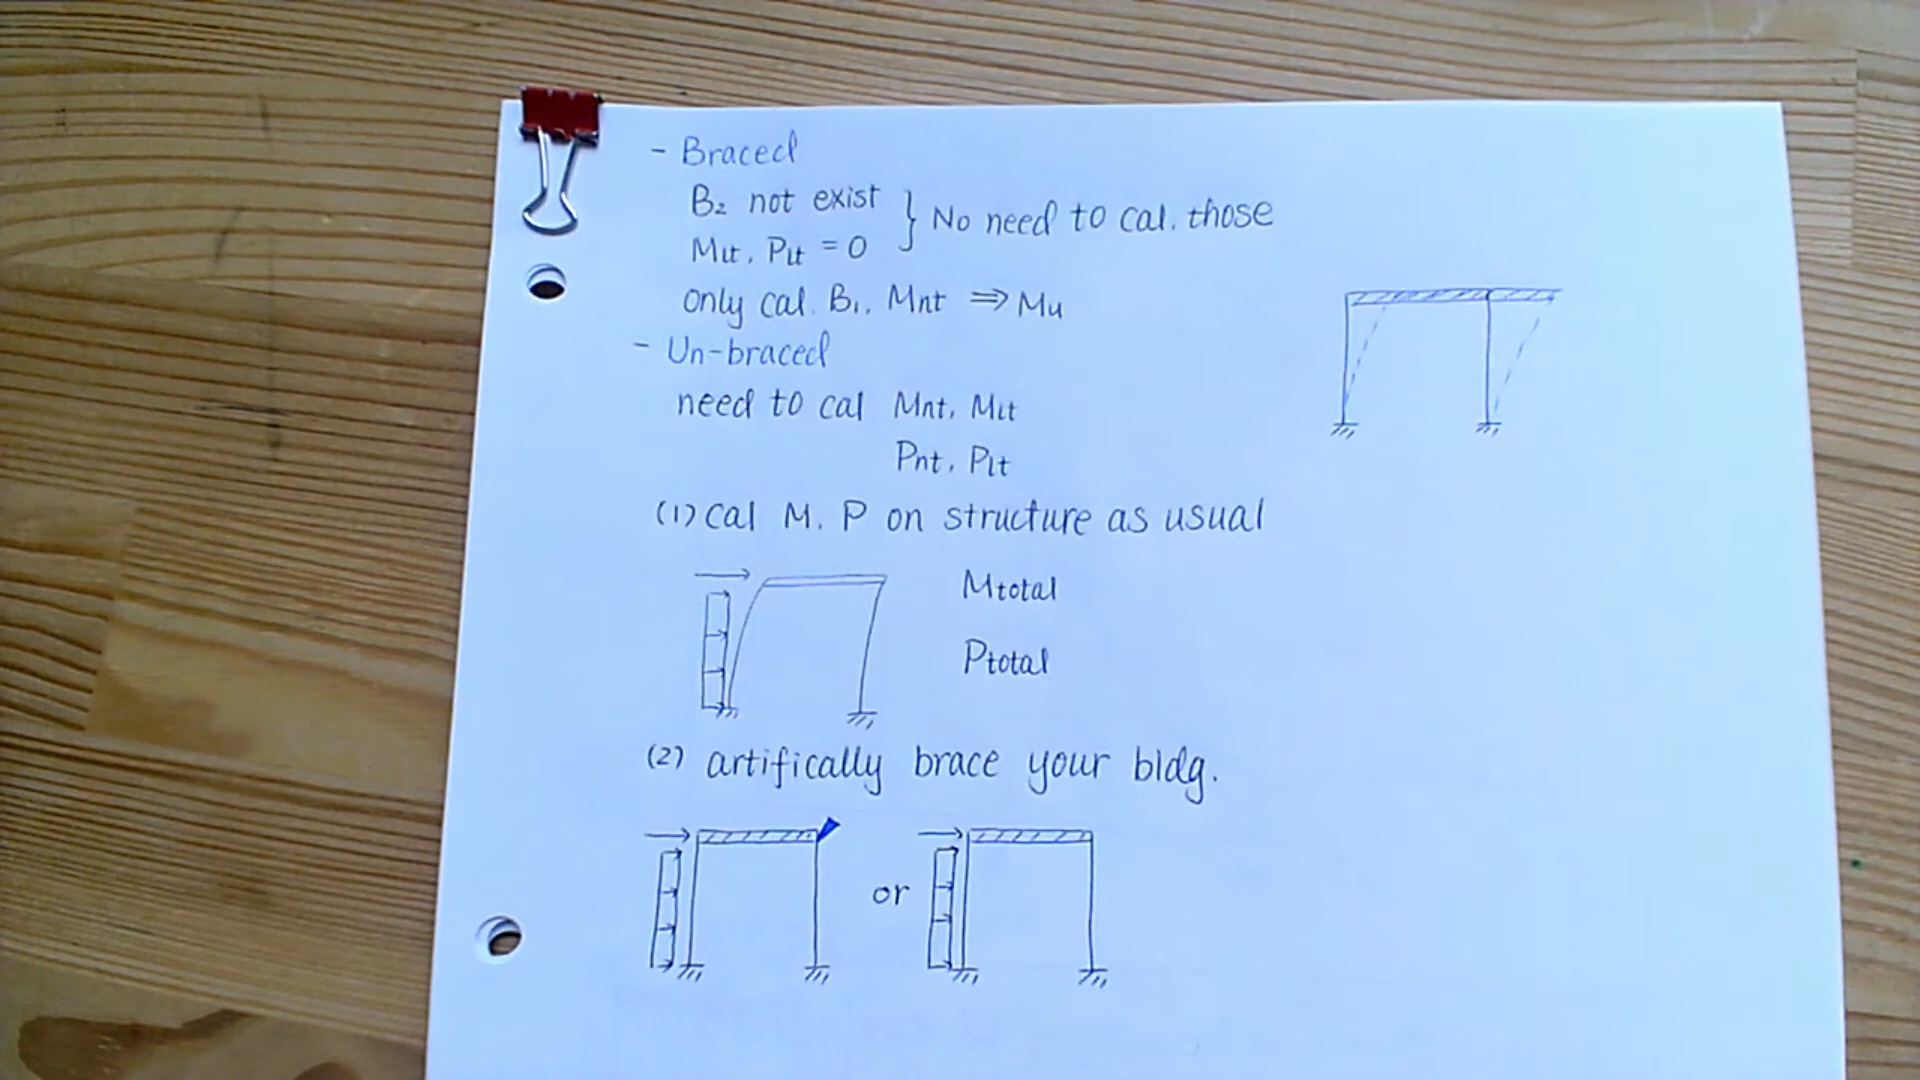 - Braced
B2 not exist } No need to cal. those
Mlt, Plt = 0
only cal. B1, Mnt ⇒ Mu
- Un-braced
need to cal Mnt, Mlt
Pnt, Plt
(1) cal M, P on structure as usual
Mtotal
Ptotal
(2) artifically brace your bldg.
or